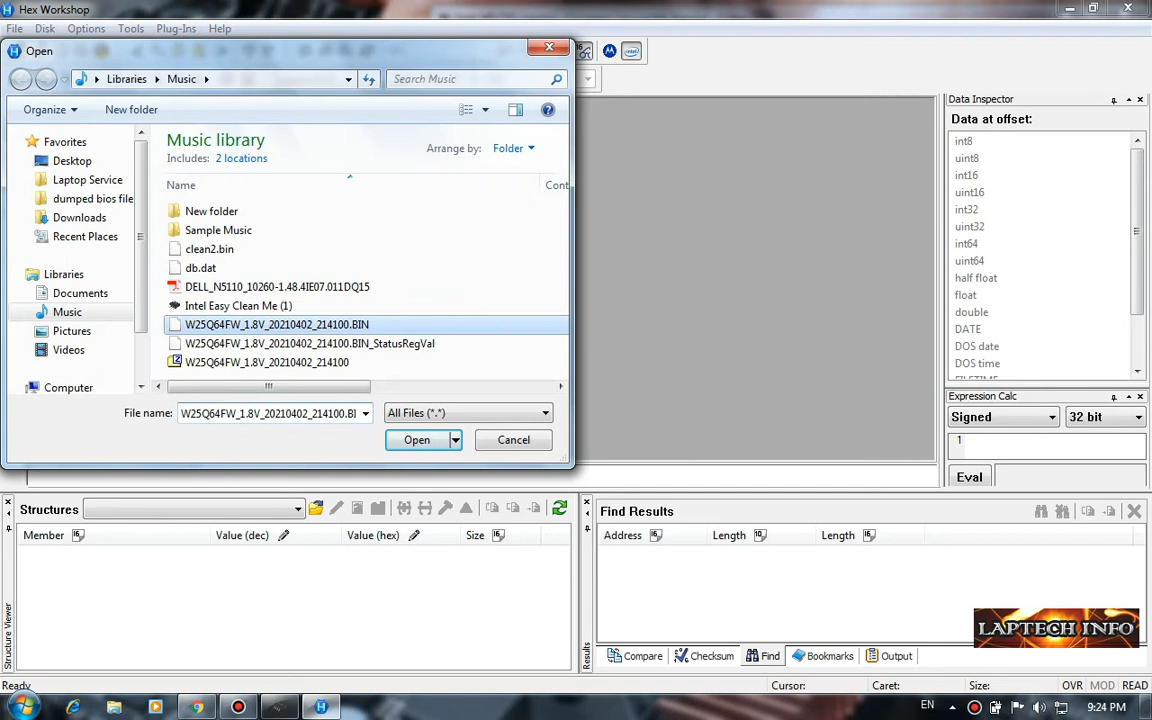 Hex Workshop
File Disk Options Tools Plug-Ins Help
Open
Libraries Music
Search Music
Organize New folder
Music library
Includes: 2 locations
Arrange by: Folder
Name
Cont
Favorites
Desktop
Laptop Service
dumped bios file
Downloads
Recent Places
Libraries
Documents
Music
Pictures
Videos
Computer
New folder
Sample Music
clean2.bin
db.dat
DELL_N5110_10260-1.48.4IE07.011DQ15
Intel Easy Clean Me (1)
W25Q64FW_1.8V_20210402_214100.BIN
W25Q64FW_1.8V_20210402_214100.BIN_StatusRegVal
W25Q64FW_1.8V_20210402_214100
File name: W25Q64FW_1.8V_20210402_214100.BI
All Files (*.*)
Open Cancel
Data Inspector
Data at offset:
int8
uint8
int16
uint16
int32
uint32
int64
uint64
half float
float
double
DATE
DOS date
DOS time
FILETIME
Expression Calc
Signed 32 bit
1
Eval
Structures
Member Value (dec) Value (hex) Size
Structure Viewer
Find Results
Address Length Length
Results
LAPTECH INFO
Compare Checksum Find Bookmarks Output
Ready
Cursor: Caret: Size: OVR MOD READ
EN 9:24 PM